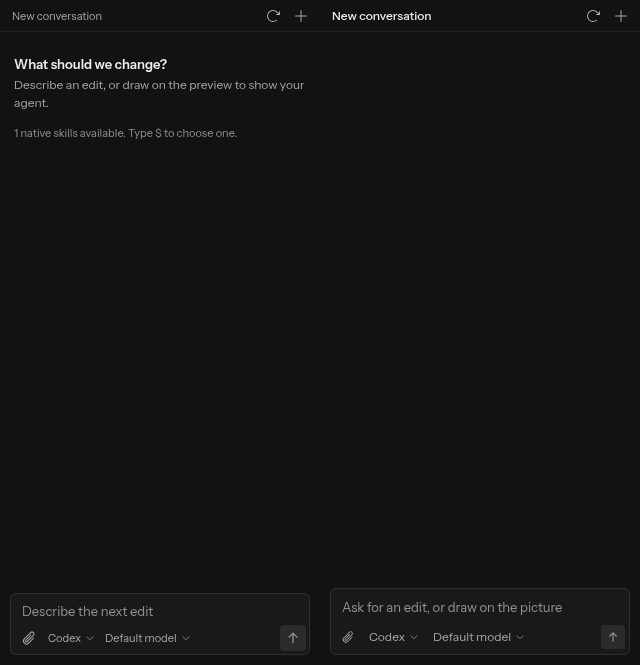 New conversation
What should we change?
Describe an edit, or draw on the preview to show your
agent.
1 native skills available. Type $ to choose one.
Describe the next edit
Codex
Default model
New conversation
Ask for an edit, or draw on the picture
Codex
Default model